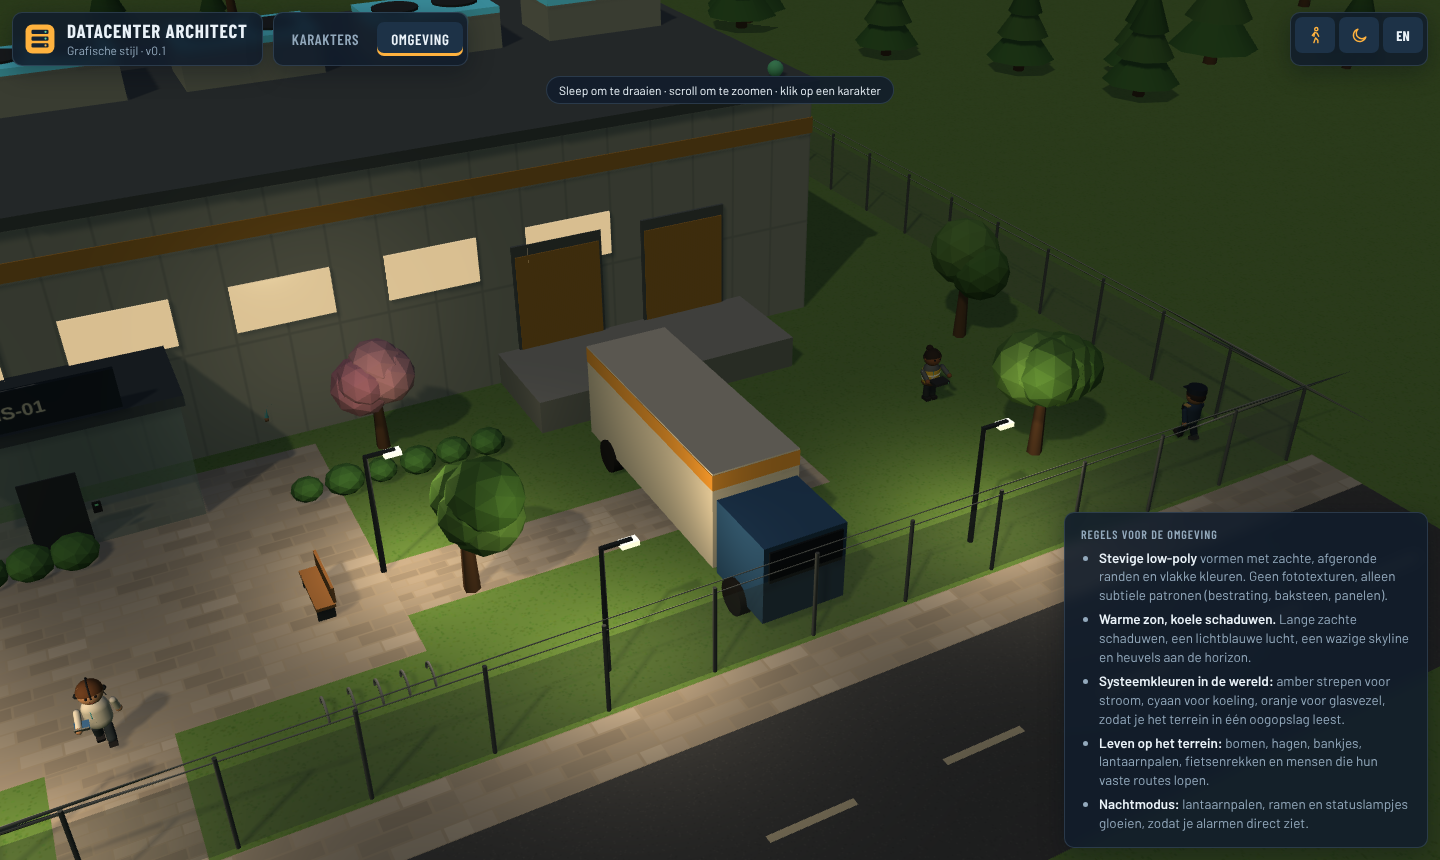 DATACENTER ARCHITECT
Grafische stijl · v0.1
KARAKTERS
OMGEVING
EN
Sleep om te draaien · scroll om te zoomen · klik op een karakter
S-01
REGELS VOOR DE OMGEVING
Stevige low-poly vormen met zachte, afgeronde
randen en vlakke kleuren. Geen fototexturen, alleen
subtiele patronen (bestrating, baksteen, panelen).
Warme zon, koele schaduwen. Lange zachte
schaduwen, een lichtblauwe lucht, een wazige skyline
en heuvels aan de horizon.
Systeemkleuren in de wereld: amber strepen voor
stroom, cyaan voor koeling, oranje voor glasvezel,
zodat je het terrein in één oogopslag leest.
Leven op het terrein: bomen, hagen, bankjes,
lantaarnpalen, fietsenrekken en mensen die hun
vaste routes lopen.
Nachtmodus: lantaarnpalen, ramen en statuslampjes
gloeien, zodat je alarmen direct ziet.